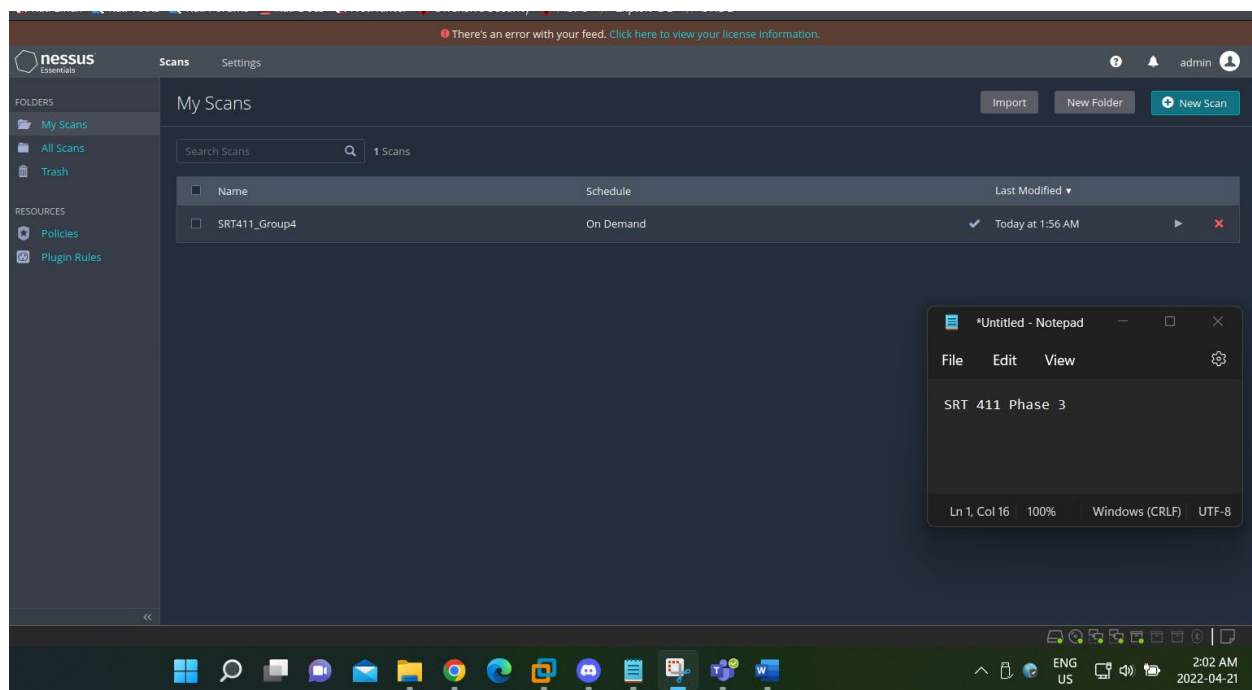 There's an error with your feed. Click here to view your license information.
nessus Essentials
Scans Settings
admin
FOLDERS
My Scans
All Scans
Trash
RESOURCES
Policies
Plugin Rules
My Scans
Import New Folder New Scan
Search Scans 1 Scans
Name Schedule Last Modified
SRT411_Group4 On Demand Today at 1:56 AM
*Untitled - Notepad
File Edit View
SRT 411 Phase 3
Ln 1, Col 16 100% Windows (CRLF) UTF-8
ENG
US
2:02 AM
2022-04-21